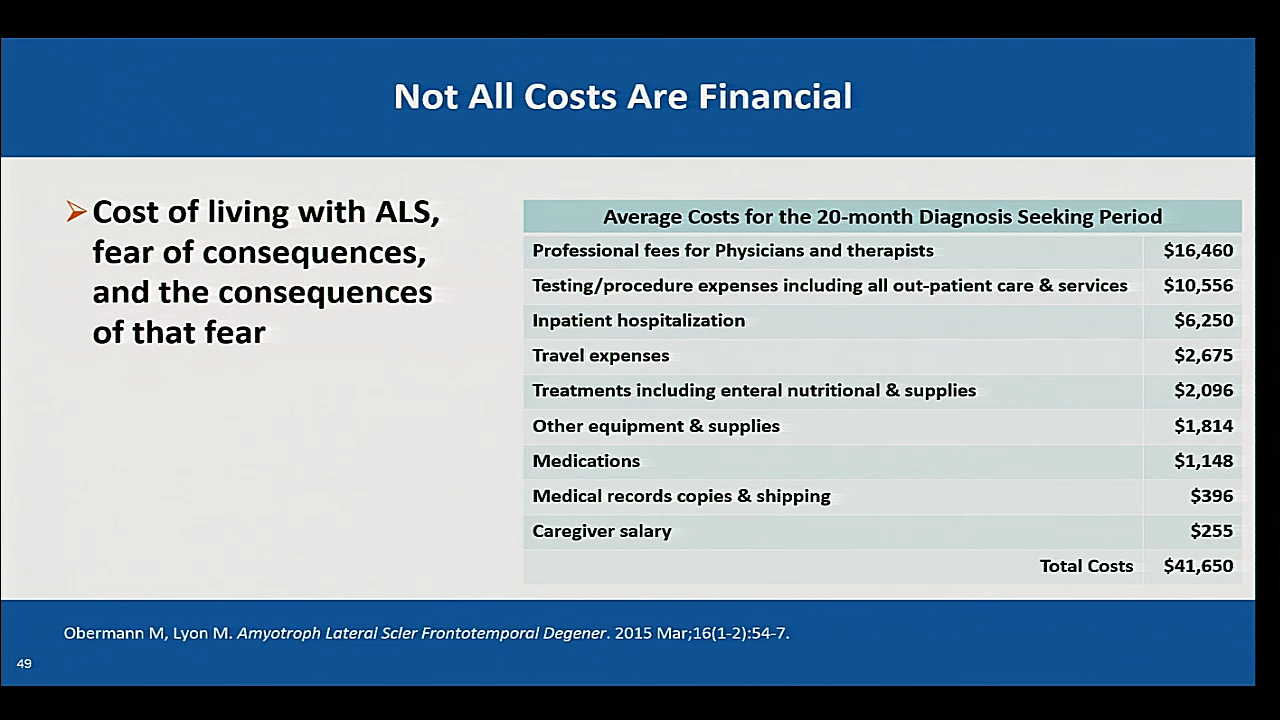 Not All Costs Are Financial
➢Cost of living with ALS,
fear of consequences,
and the consequences
of that fear
Average Costs for the 20-month Diagnosis Seeking Period
Professional fees for Physicians and therapists $16,460
Testing/procedure expenses including all out-patient care & services $10,556
Inpatient hospitalization $6,250
Travel expenses $2,675
Treatments including enteral nutritional & supplies $2,096
Other equipment & supplies $1,814
Medications $1,148
Medical records copies & shipping $396
Caregiver salary $255
Total Costs $41,650
Obermann M, Lyon M. Amyotroph Lateral Scler Frontotemporal Degener. 2015 Mar;16(1-2):54-7.
49